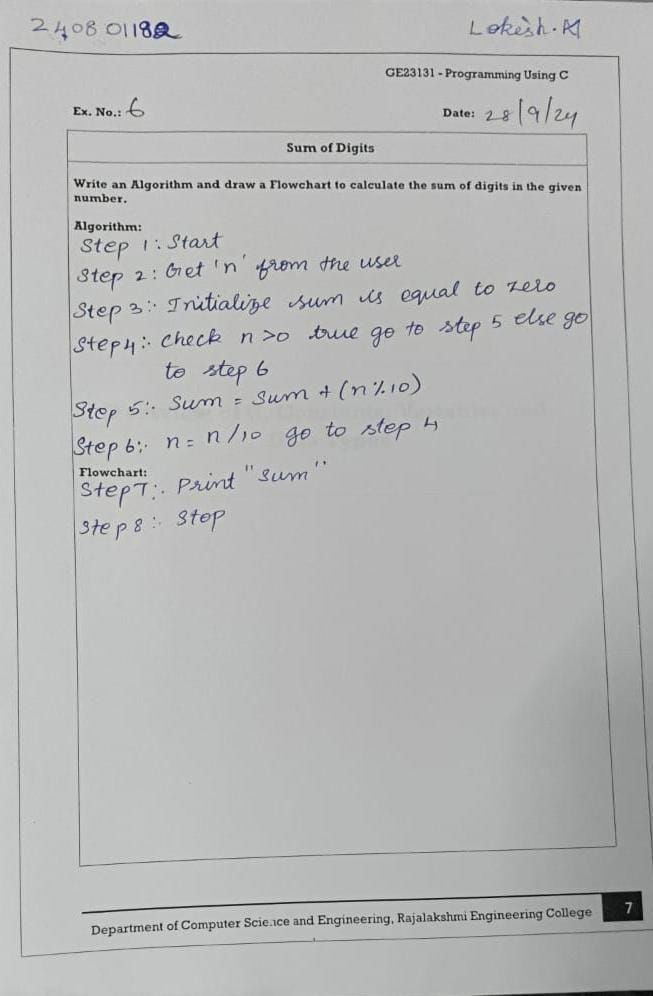 240801182 Lokesh.M
GE23131 - Programming Using C
Ex. No.: 6 Date: 28/9/24
Sum of Digits
Write an Algorithm and draw a Flowchart to calculate the sum of digits in the given
number.
Algorithm:
Step 1: Start
Step 2: Get 'n' from the user
Step 3: Initialize sum is equal to zero
Step 4: check n>0 true go to step 5 else go
to step 6
Step 5: Sum = Sum + (n%10)
Step 6: n = n/10 go to step 4
Flowchart:
Step 7: Print "Sum"
Step 8: Stop
Department of Computer Science and Engineering, Rajalakshmi Engineering College 7